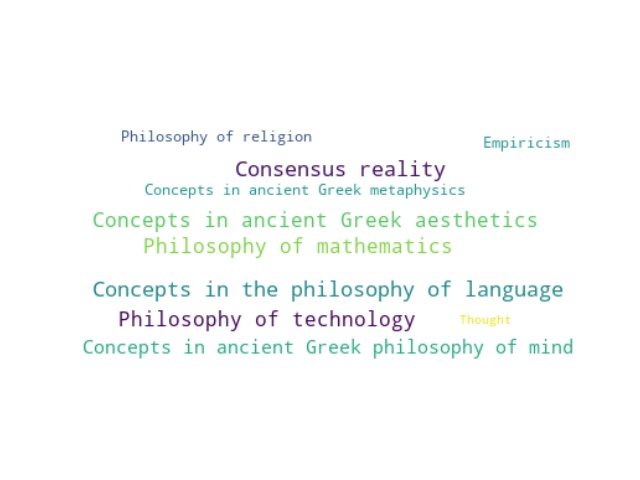 Philosophy of religion
Empiricism
Consensus reality
Concepts in ancient Greek metaphysics
Concepts in ancient Greek aesthetics
Philosophy of mathematics
Concepts in the philosophy of language
Philosophy of technology
Thought
Concepts in ancient Greek philosophy of mind